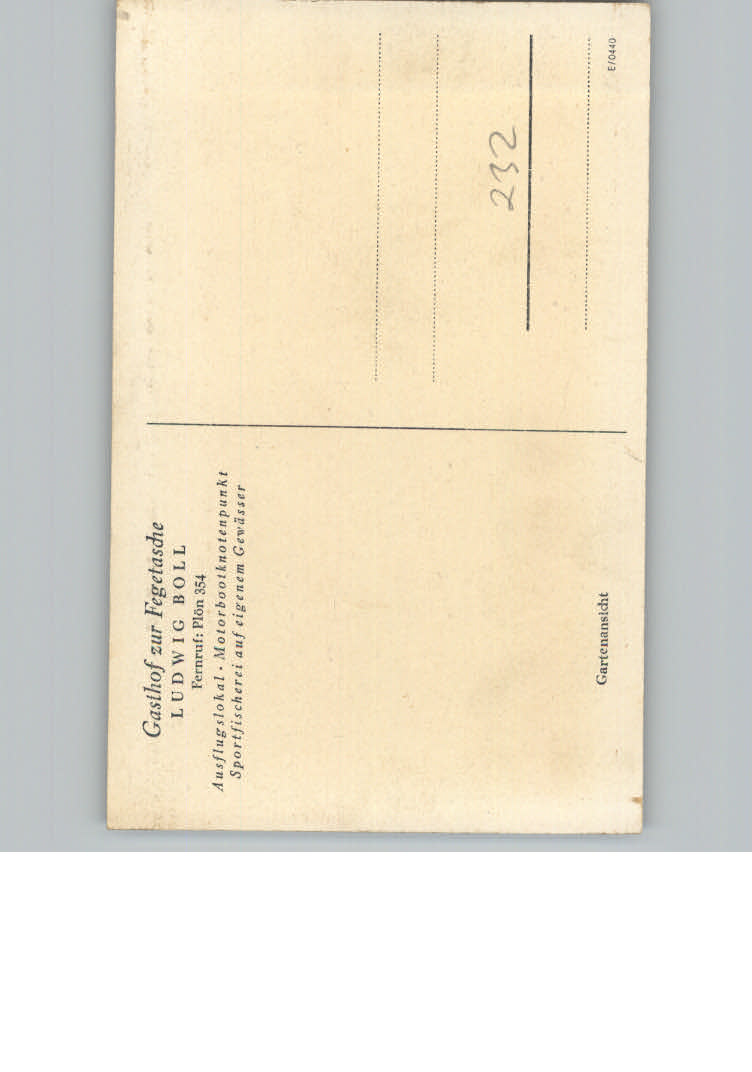 Gasthof zur Fegetasche
LUDWIG BOLL
Fernruf: Plön 354
Ausflugslokal · Motorbootknotenpunkt
Sportfischerei auf eigenem Gewässer
Gartenansicht
232
E/0440